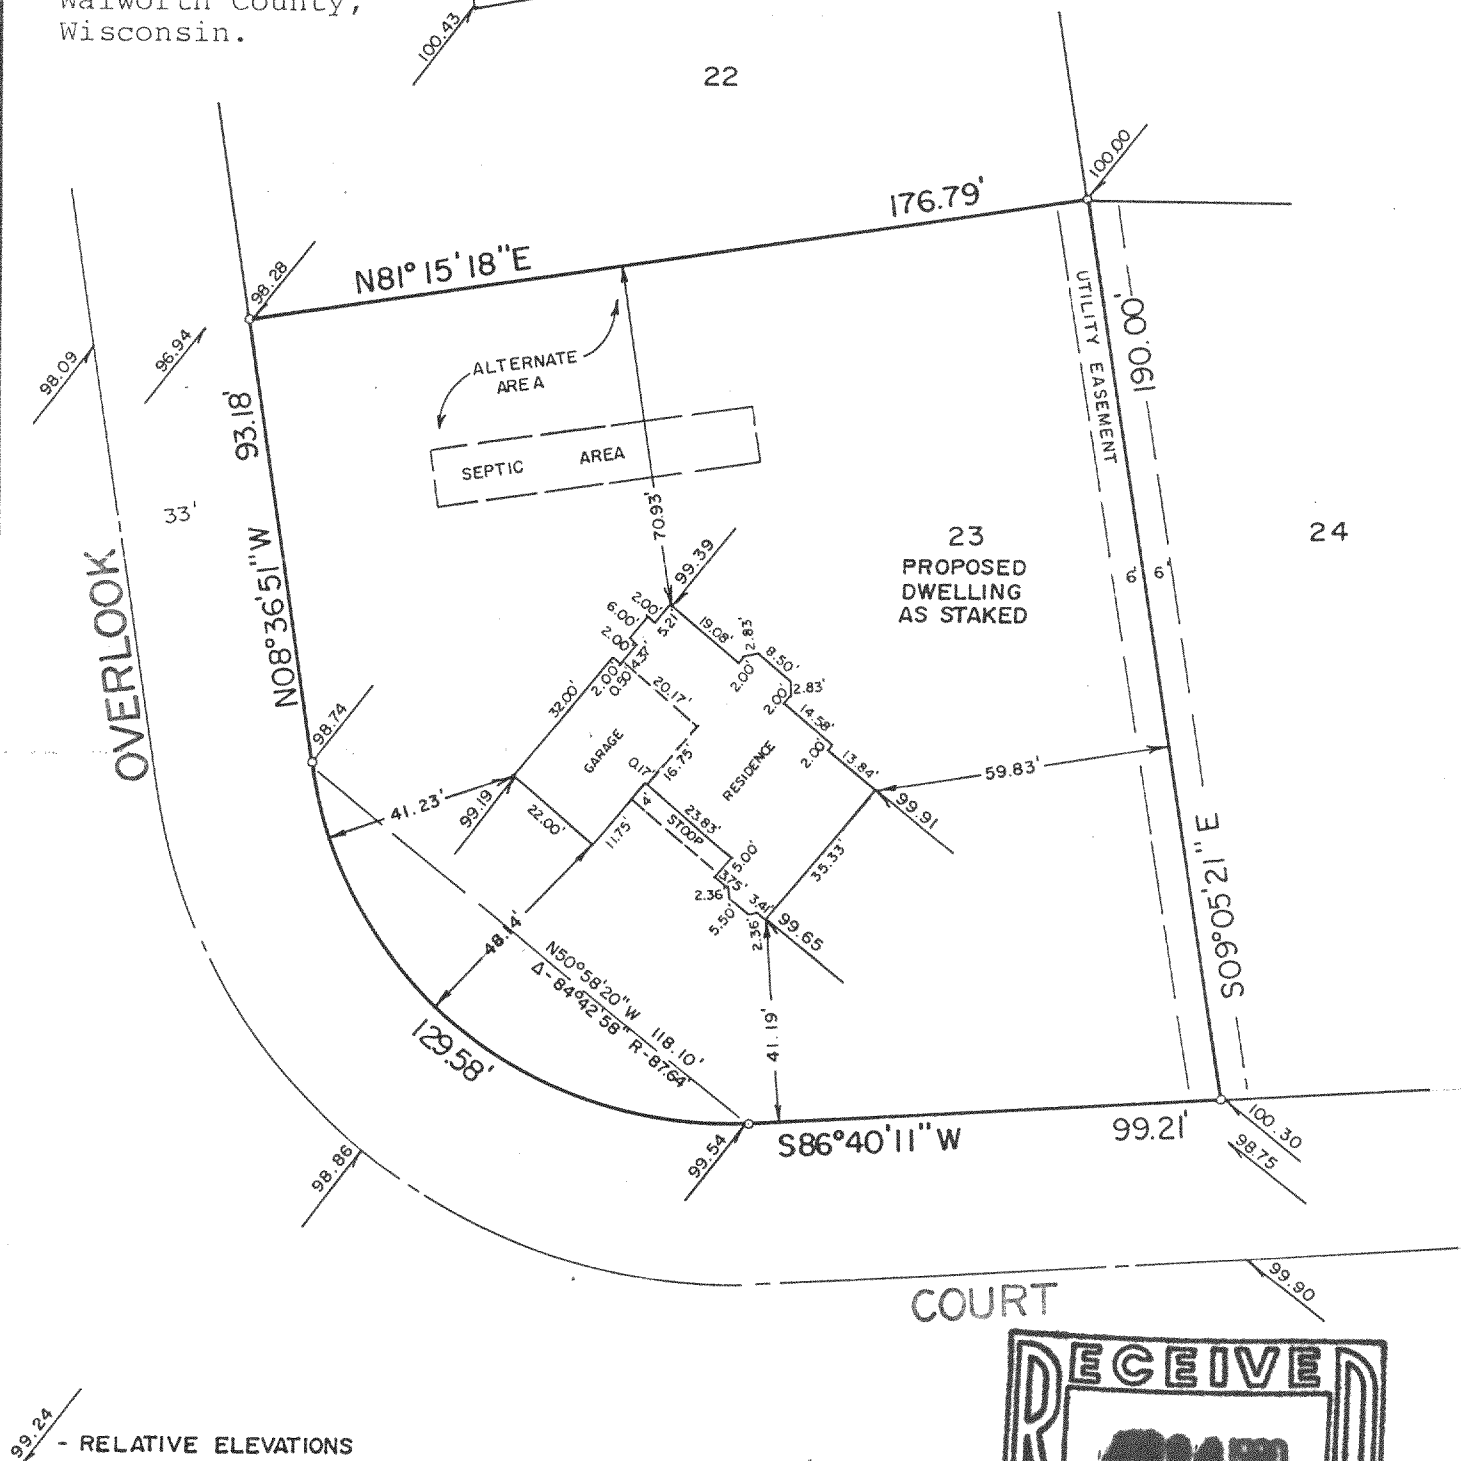 Walworth County,
Wisconsin.
100.43
22
100.00
176.79'
N81°15'18"E
98.28
98.09
96.94
ALTERNATE
AREA
UTILITY EASEMENT
190.00'
93.18'
SEPTIC AREA
33'
70.93'
N08°36'51"W
OVERLOOK
23
PROPOSED
DWELLING
AS STAKED
24
6'
6'
99.39
2.00'
6.00'
5.21'
2.00'
4.37'
2.00'
0.50'
19.08'
2.83'
2.00'
8.50'
2.83'
2.00'
14.58'
2.00'
13.84'
20.17'
32.00'
GARAGE
0.17'
16.75'
RESIDENCE
98.74
59.83'
41.23'
99.19
22.00'
11.75'
4'
23.83'
STOOP
99.91
5.00'
3.75'
35.33'
2.36'
5.50'
3.41'
2.36'
99.65
48.14'
N50°58'20"W 118.10'
Δ-84°42'58" R-87.64'
S09°05'21"E
41.19'
129.58'
S86°40'11"W
99.21'
99.54
100.30
98.75
98.86
99.90
COURT
RECEIVED
99.24 - RELATIVE ELEVATIONS